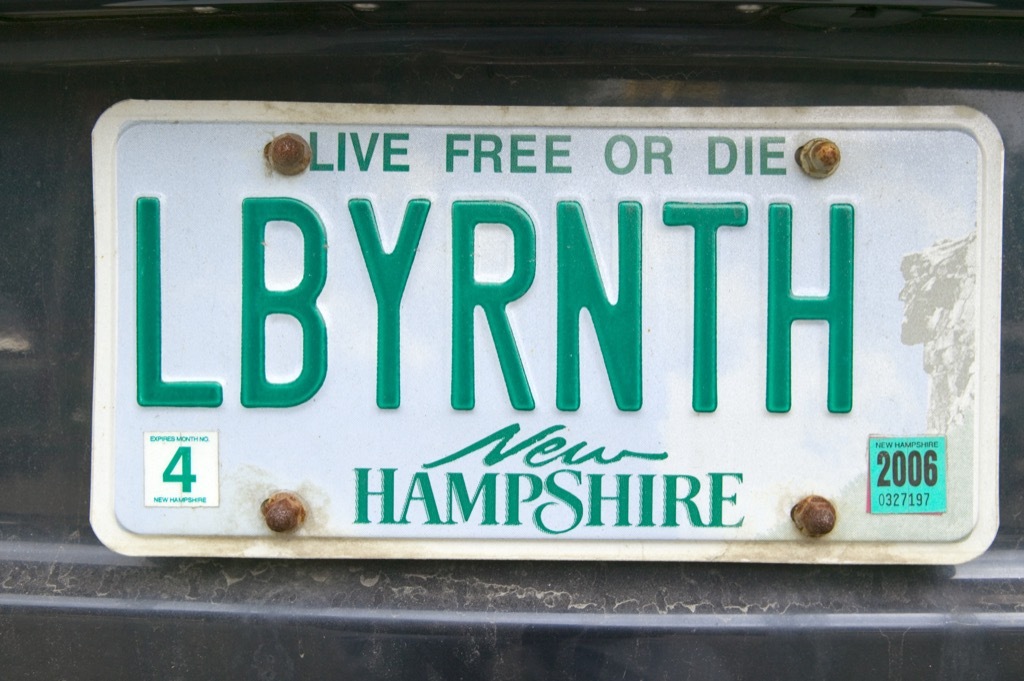 LIVE FREE OR DIE
LBYRNTH
EXPIRES MONTH NO.
4
NEW HAMPSHIRE
New
HAMPSHIRE
NEW HAMPSHIRE
2006
0327197